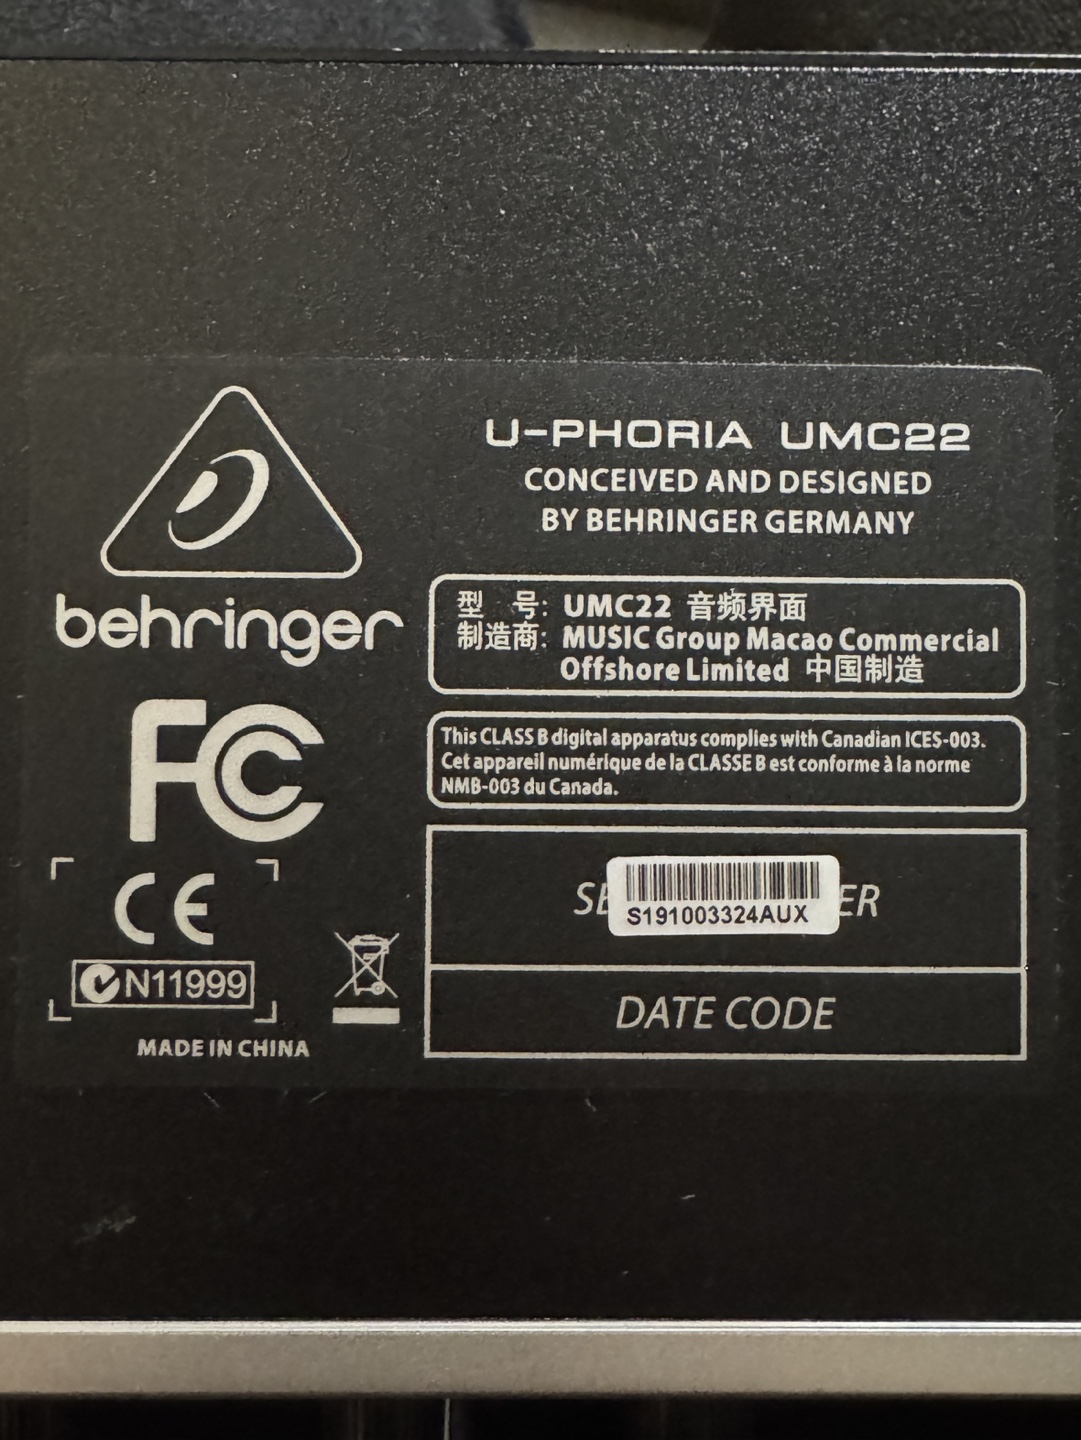 U-PHORIA UMC22
CONCEIVED AND DESIGNED
BY BEHRINGER GERMANY
behringer
型 号: UMC22 音频界面
制造商: MUSIC Group Macao Commercial
Offshore Limited 中国制造
This CLASS B digital apparatus complies with Canadian ICES-003.
Cet appareil numérique de la CLASSE B est conforme à la norme
NMB-003 du Canada.
FC
CE
N11999
MADE IN CHINA
S191003324AUX
DATE CODE